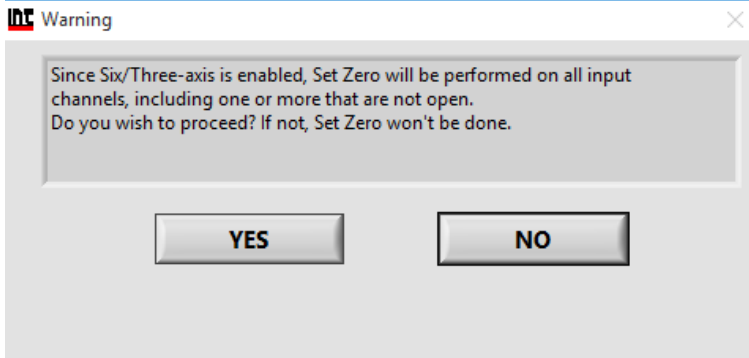 Warning
Since Six/Three-axis is enabled, Set Zero will be performed on all input
channels, including one or more that are not open.
Do you wish to proceed? If not, Set Zero won't be done.
YES
NO